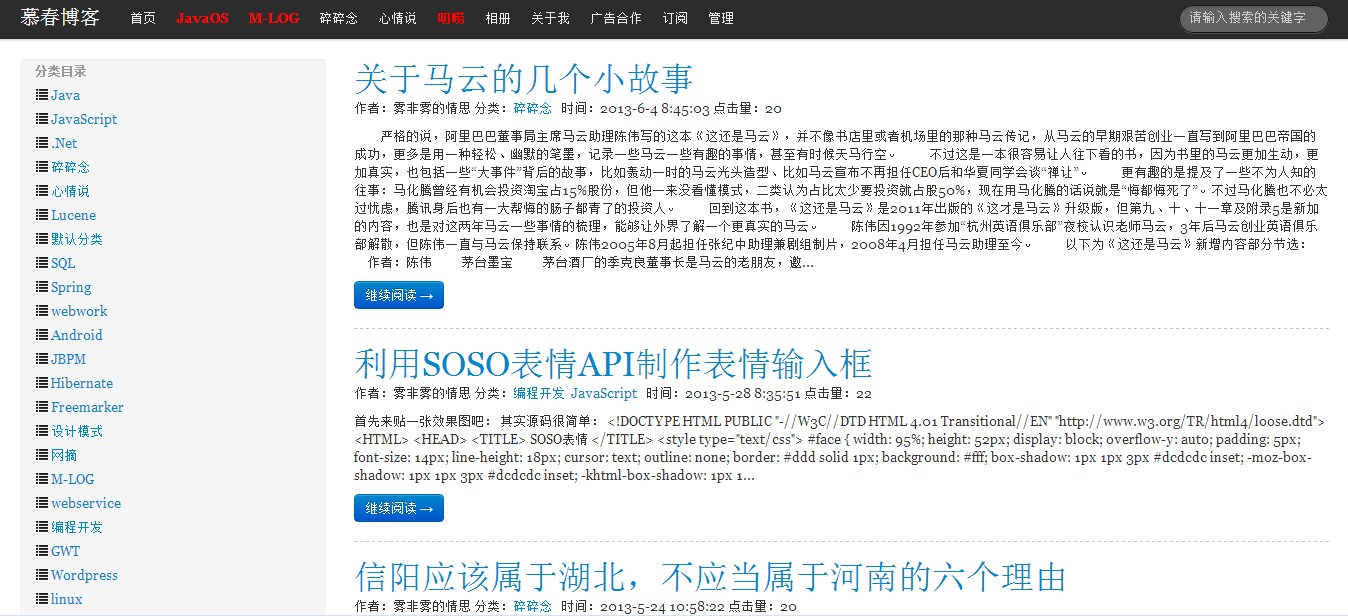 慕春博客 首页 JavaOS M-LOG 碎碎念 心情说 叨唠 相册 关于我 广告合作 订阅 管理 请输入搜索的关键字
分类目录
Java
JavaScript
.Net
碎碎念
心情说
Lucene
默认分类
SQL
Spring
webwork
Android
JBPM
Hibernate
Freemarker
设计模式
网摘
M-LOG
webservice
编程开发
GWT
Wordpress
linux
关于马云的几个小故事
作者：雾非雾的情思 分类：碎碎念 时间：2013-6-4 8:45:03 点击量：20
严格的说，阿里巴巴董事局主席马云助理陈伟写的这本《这还是马云》，并不像书店里或者机场里的那种马云传记，从马云的早期艰苦创业一直写到阿里巴巴帝国的
成功，更多是用一种轻松、幽默的笔墨，记录一些马云一些有趣的事情，甚至有时候天马行空。 不过这是一本很容易让人往下看的书，因为书里的马云更加生动，更
加真实，也包括一些“大事件”背后的故事，比如轰动一时的马云光头造型、比如马云宣布不再担任CEO后和华夏同学会谈“禅让”。 更有趣的是提及了一些不为人知的
往事：马化腾曾经有机会投资淘宝占15%股份，但他一来没看懂模式，二类认为占比太少要投资就占股50%，现在用马化腾的话说就是“悔都悔死了”。不过马化腾也不必太
过忧虑，腾讯身后也有一大帮悔的肠子都青了的投资人。 回到这本书，《这还是马云》是2011年出版的《这才是马云》升级版，但第九、十、十一章及附录5是新加
的内容，也是对这两年马云一些事情的梳理，能够让外界了解一个更真实的马云。 陈伟因1992年参加“杭州英语俱乐部”夜校认识老师马云，3年后马云创业英语俱乐
部解散，但陈伟一直与马云保持联系。陈伟2005年8月起担任张纪中助理兼剧组制片，2008年4月担任马云助理至今。 以下为《这还是马云》新增内容部分节选：
作者：陈伟 茅台墨宝 茅台酒厂的季克良董事长是马云的老朋友，邀...
继续阅读 →
利用SOSO表情API制作表情输入框
作者：雾非雾的情思 分类：编程开发 JavaScript 时间：2013-5-28 8:35:51 点击量：22
首先来贴一张效果图吧： 其实源码很简单： <!DOCTYPE HTML PUBLIC "-//W3C//DTD HTML 4.01 Transitional//EN" "http://www.w3.org/TR/html4/loose.dtd">
<HTML> <HEAD> <TITLE> SOSO表情 </TITLE> <style type="text/css"> #face { width: 95%; height: 52px; display: block; overflow-y: auto; padding: 5px;
font-size: 14px; line-height: 18px; cursor: text; outline: none; border: #ddd solid 1px; background: #fff; box-shadow: 1px 1px 3px #dcdcdc inset; -moz-box-
shadow: 1px 1px 3px #dcdcdc inset; -khtml-box-shadow: 1px 1...
继续阅读 →
信阳应该属于湖北，不应当属于河南的六个理由
作者：雾非雾的情思 分类：碎碎念 时间：2013-5-24 10:58:22 点击量：20